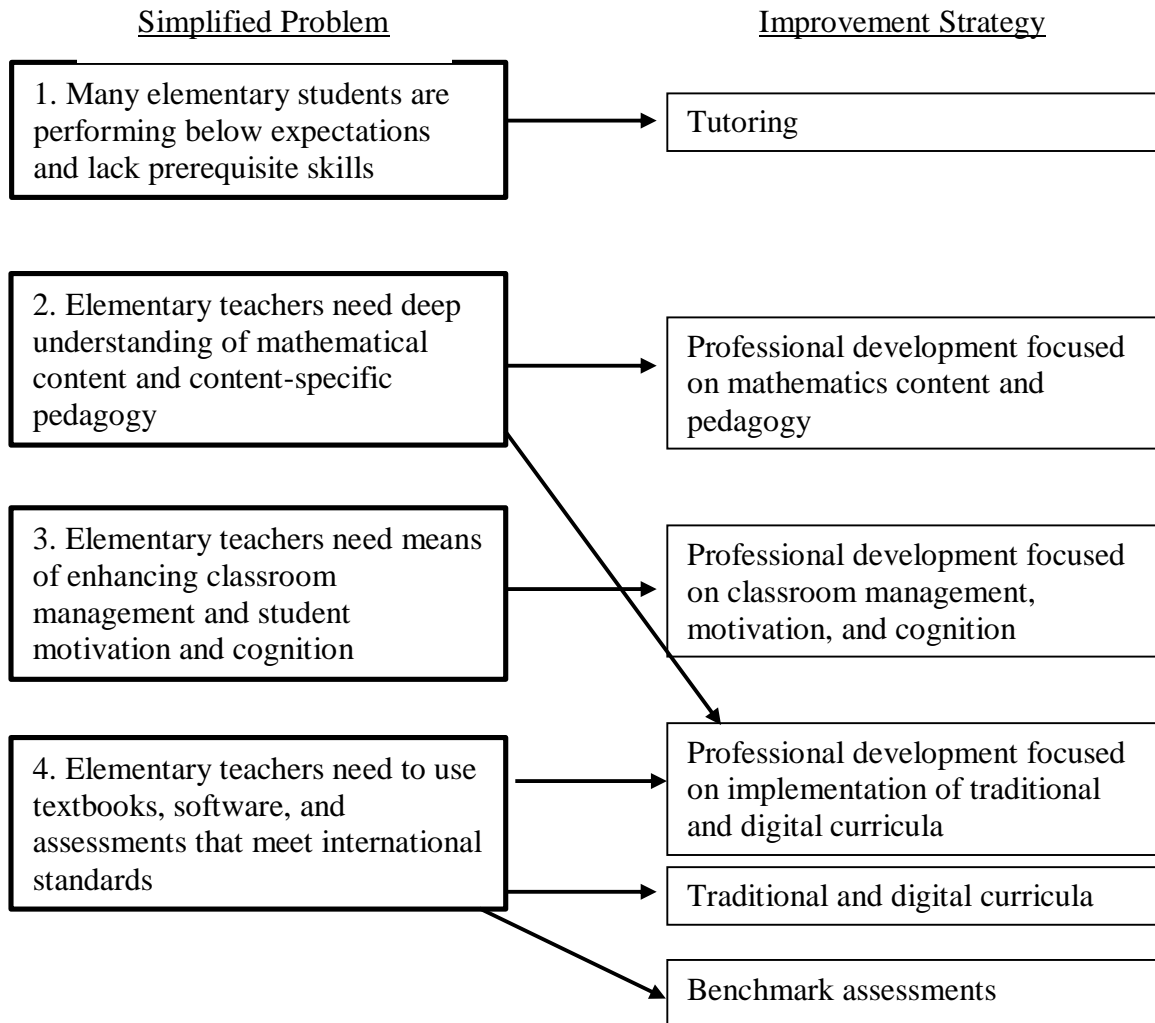 Simplified Problem
Improvement Strategy
1. Many elementary students are
performing below expectations
and lack prerequisite skills
Tutoring
2. Elementary teachers need deep
understanding of mathematical
content and content-specific
pedagogy
Professional development focused
on mathematics content and
pedagogy
3. Elementary teachers need means
of enhancing classroom
management and student
motivation and cognition
Professional development focused
on classroom management,
motivation, and cognition
4. Elementary teachers need to use
textbooks, software, and
assessments that meet international
standards
Professional development focused
on implementation of traditional
and digital curricula
Traditional and digital curricula
Benchmark assessments